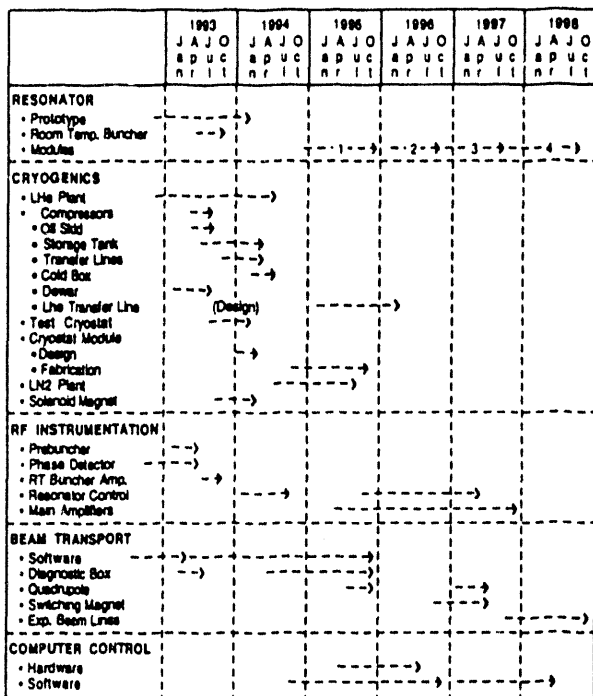 1993 1994 1995 1996 1997 1998
J A J O J A J O J A J O J A J O J A J O J A J O
a p u c a p u c a p u c a p u c a p u c a p u c
n r l t n r l t n r l t n r l t n r l t n r l t
RESONATOR
• Prototype
• Room Temp. Buncher
• Modules 1 2 3 4
CRYOGENICS
• LHe Plant
• Compressors
• Oil Skid
• Storage Tank
• Transfer Lines
• Cold Box
• Dewar
• Lhe Transfer Line (Design)
• Test Cryostat
• Cryostat Module
• Design
• Fabrication
• LN2 Plant
• Solenoid Magnet
RF INSTRUMENTATION
• Prebuncher
• Phase Detector
• RT Buncher Amp.
• Resonator Control
• Main Amplifiers
BEAM TRANSPORT
• Software
• Diagnostic Box
• Quadrupole
• Switching Magnet
• Exp. Beam Lines
COMPUTER CONTROL
• Hardware
• Software